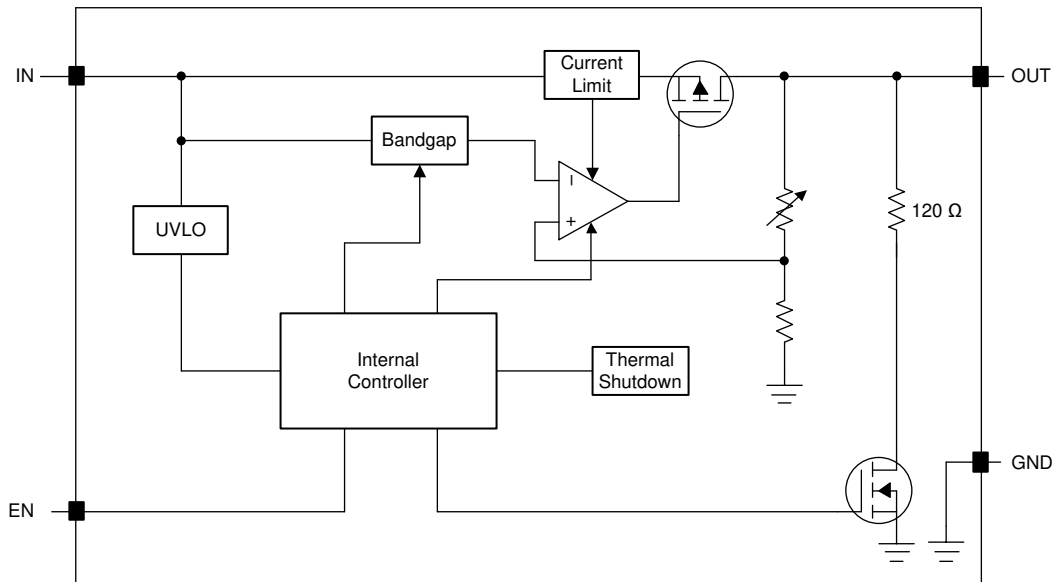 IN
Current
Limit
OUT
Bandgap
–
+
UVLO
120 Ω
Internal
Controller
Thermal
Shutdown
GND
EN